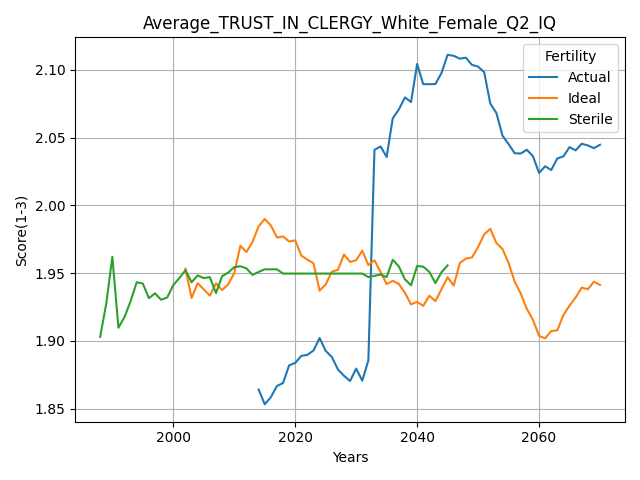 Average_TRUST_IN_CLERGY_White_Female_Q2_IQ
Fertility
Actual
Ideal
Sterile
Score(1-3)
2.10
2.05
2.00
1.95
1.90
1.85
2000
2020
2040
2060
Years